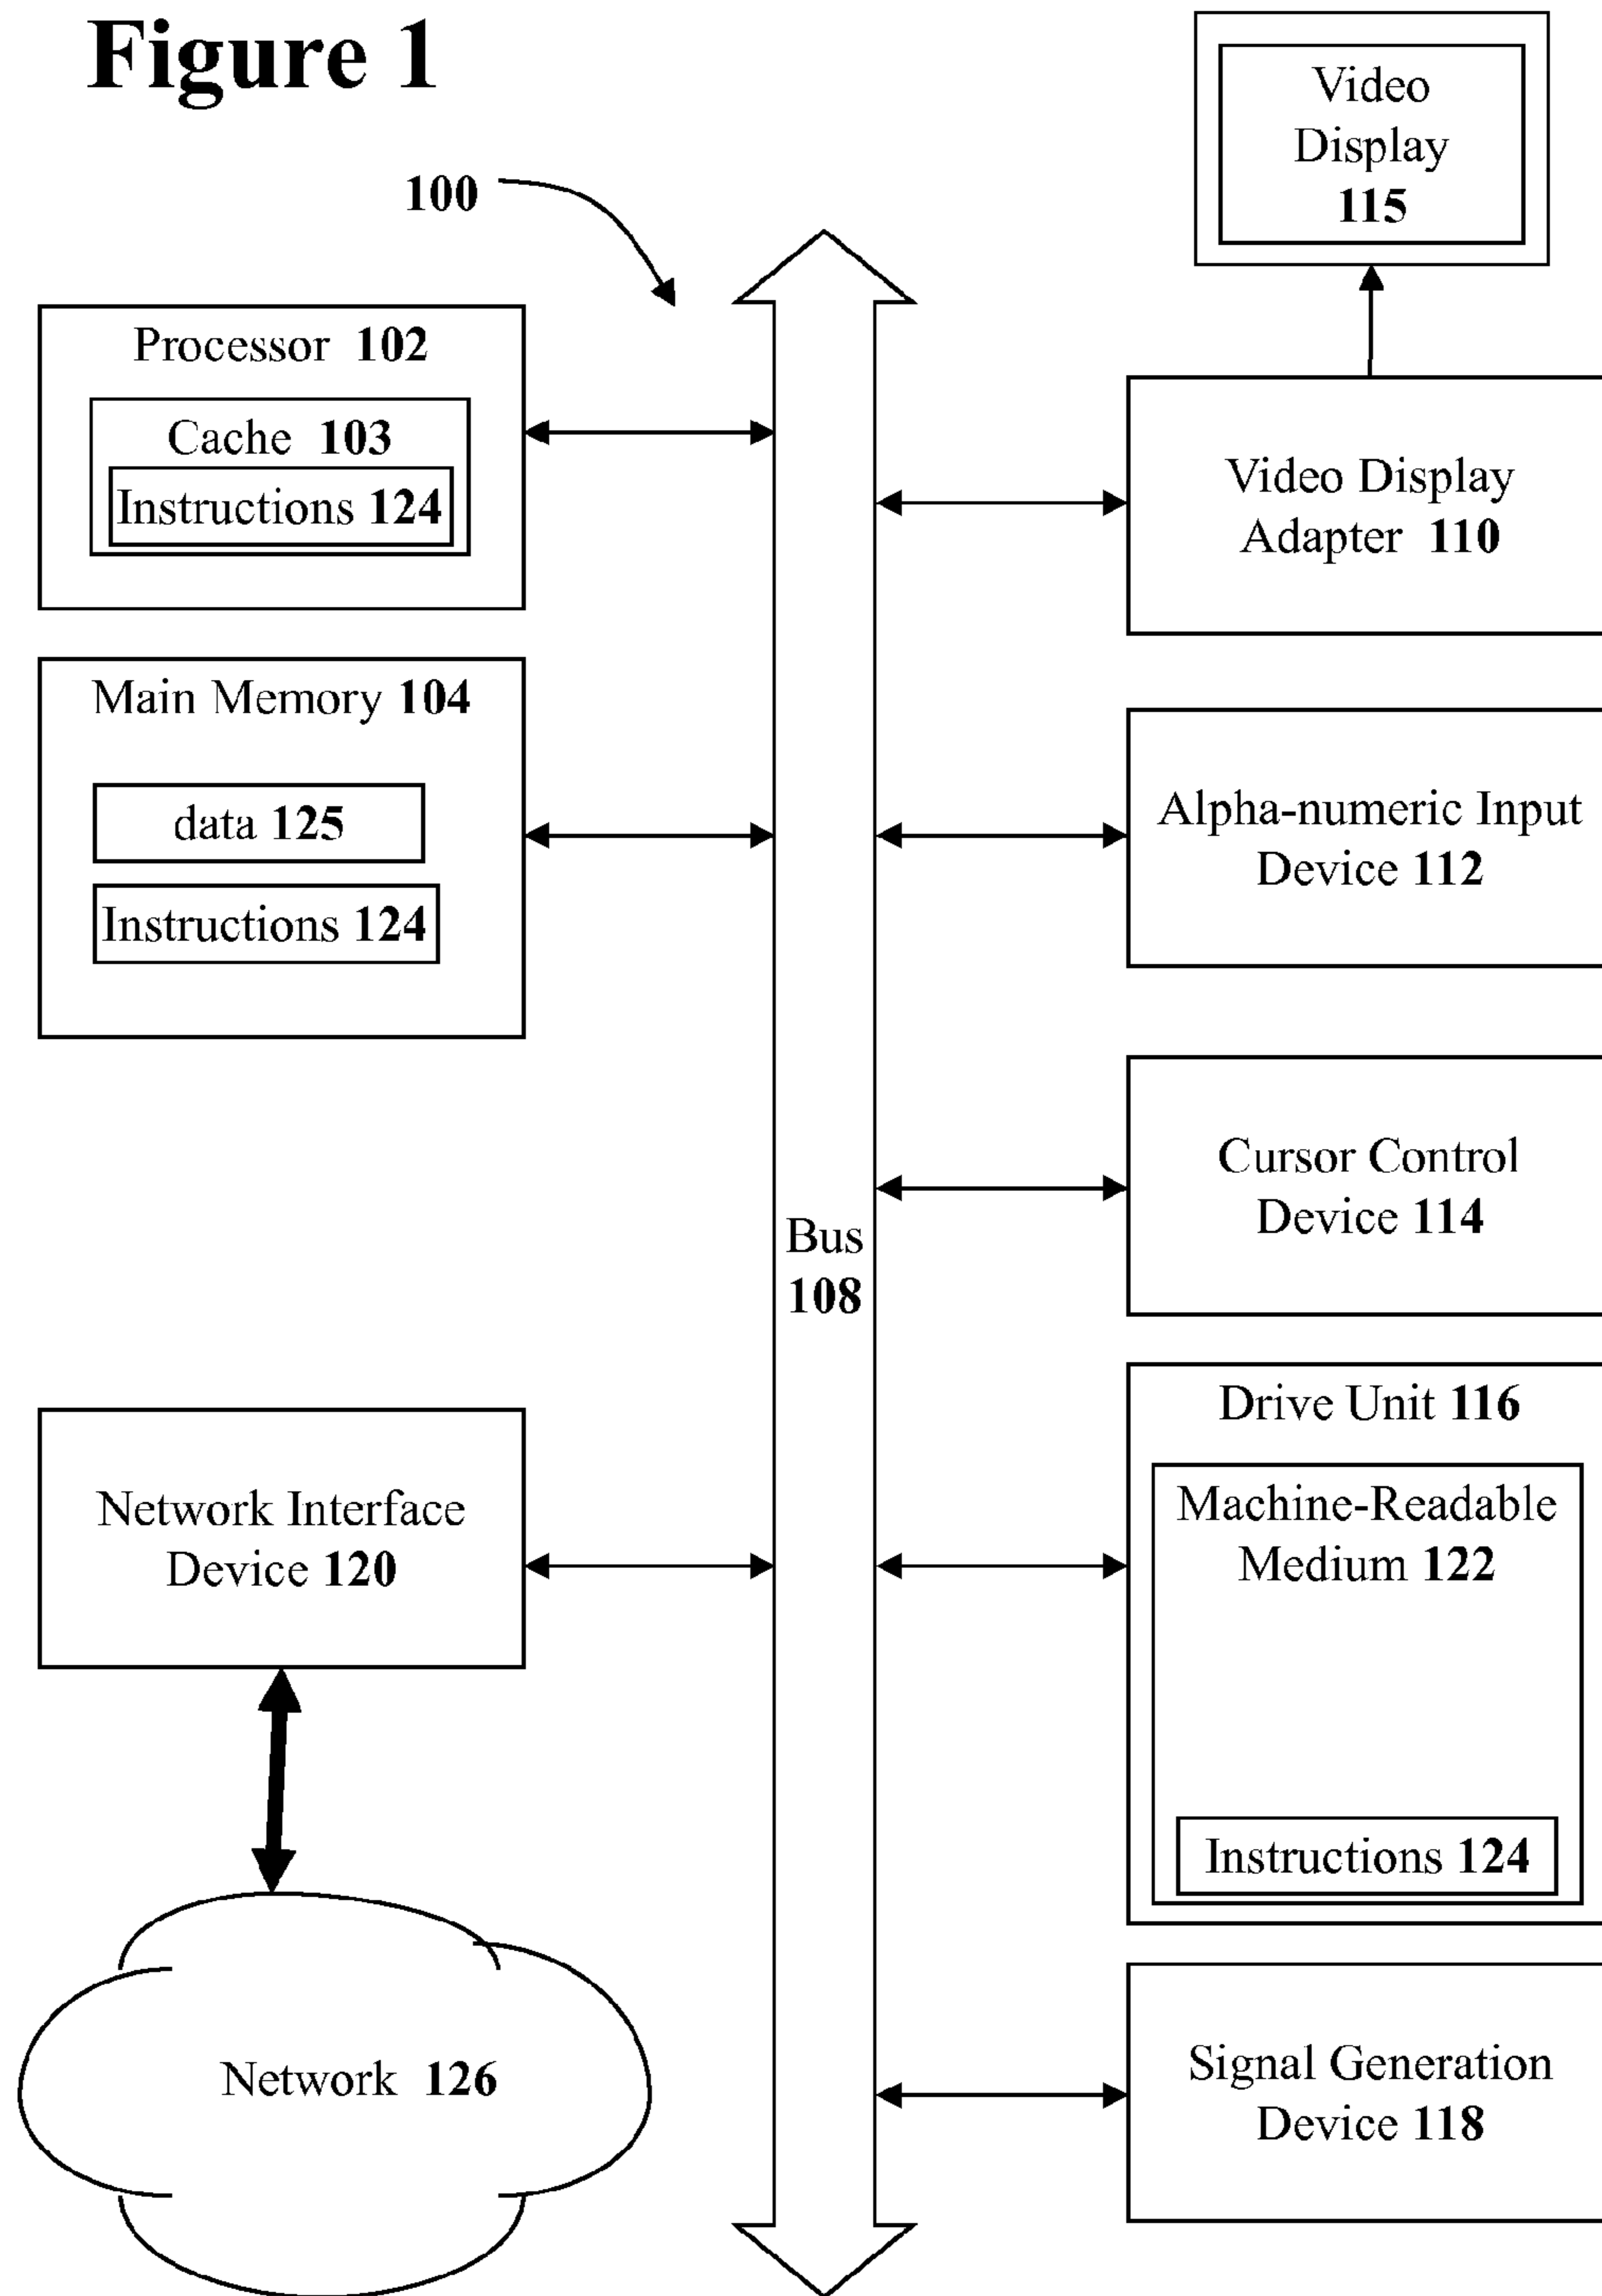 Figure 1
100
Video
Display
115
Processor 102
Cache 103
Instructions 124
Video Display
Adapter 110
Main Memory 104
data 125
Instructions 124
Alpha-numeric Input
Device 112
Cursor Control
Device 114
Bus
108
Drive Unit 116
Machine-Readable
Medium 122
Instructions 124
Network Interface
Device 120
Network 126
Signal Generation
Device 118